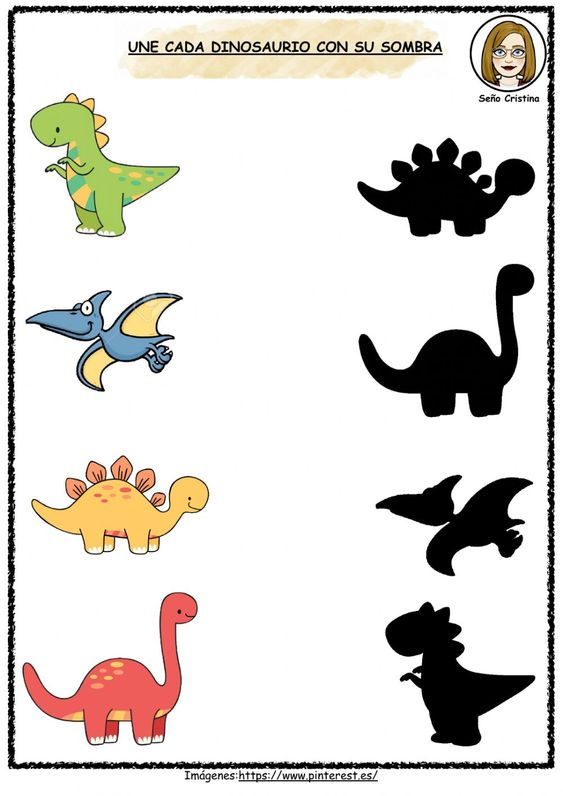 UNE CADA DINOSAURIO CON SU SOMBRA
Seño Cristina
Imágenes:https://www.pinterest.es/